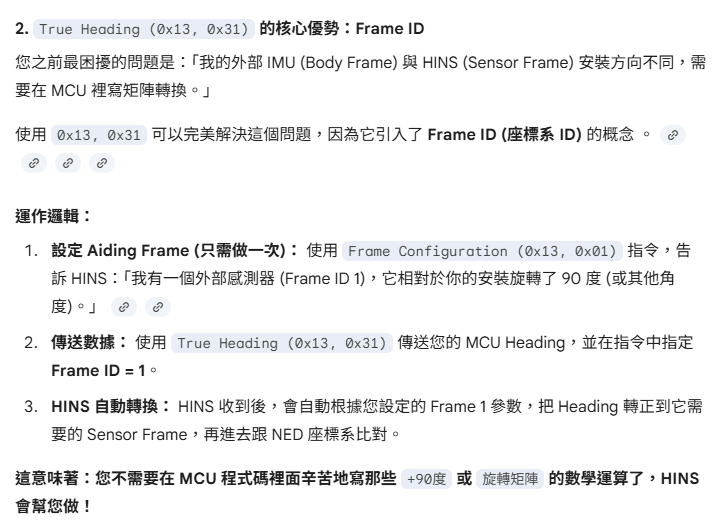 2. True Heading (0x13, 0x31) 的核心優勢：Frame ID
您之前最困擾的問題是：「我的外部 IMU (Body Frame) 與 HINS (Sensor Frame) 安裝方向不同，需
要在 MCU 裡寫矩陣轉換。」
使用 0x13, 0x31 可以完美解決這個問題，因為它引入了 Frame ID (座標系 ID) 的概念 。
運作邏輯：
1. 設定 Aiding Frame (只需做一次)： 使用 Frame Configuration (0x13, 0x01) 指令，告
訴 HINS：「我有一個外部感測器 (Frame ID 1)，它相對於你的安裝旋轉了 90 度 (或其他角
度)。」
2. 傳送數據： 使用 True Heading (0x13, 0x31) 傳送您的 MCU Heading，並在指令中指定
Frame ID = 1。
3. HINS 自動轉換： HINS 收到後，會自動根據您設定的 Frame 1 參數，把 Heading 轉正到它需
要的 Sensor Frame，再進去跟 NED 座標系比對。
這意味著：您不需要在 MCU 程式碼裡面辛苦地寫那些 +90度 或 旋轉矩陣 的數學運算了，HINS
會幫您做！